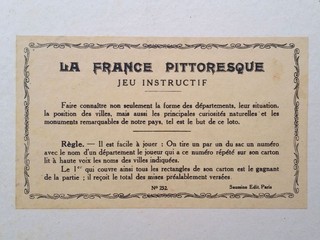 LA FRANCE PITTORESQUE
JEU INSTRUCTIF
Faire connaître non seulement la forme des départements, leur situation,
la position des villes, mais aussi les principales curiosités naturelles et les
monuments remarquables de notre pays, tel est le but de ce loto.
Règle. — Il est facile à jouer : On tire un par un du sac un numéro
avec le nom d'un département le joueur qui a ce numéro répété sur son carton
lit à haute voix les noms des villes indiquées.
Le 1er qui couvre ainsi tous les rectangles de son carton est le gagnant
de la partie ; il reçoit le total des mises préalablement versées.
No 252. Saussine Edit. Paris